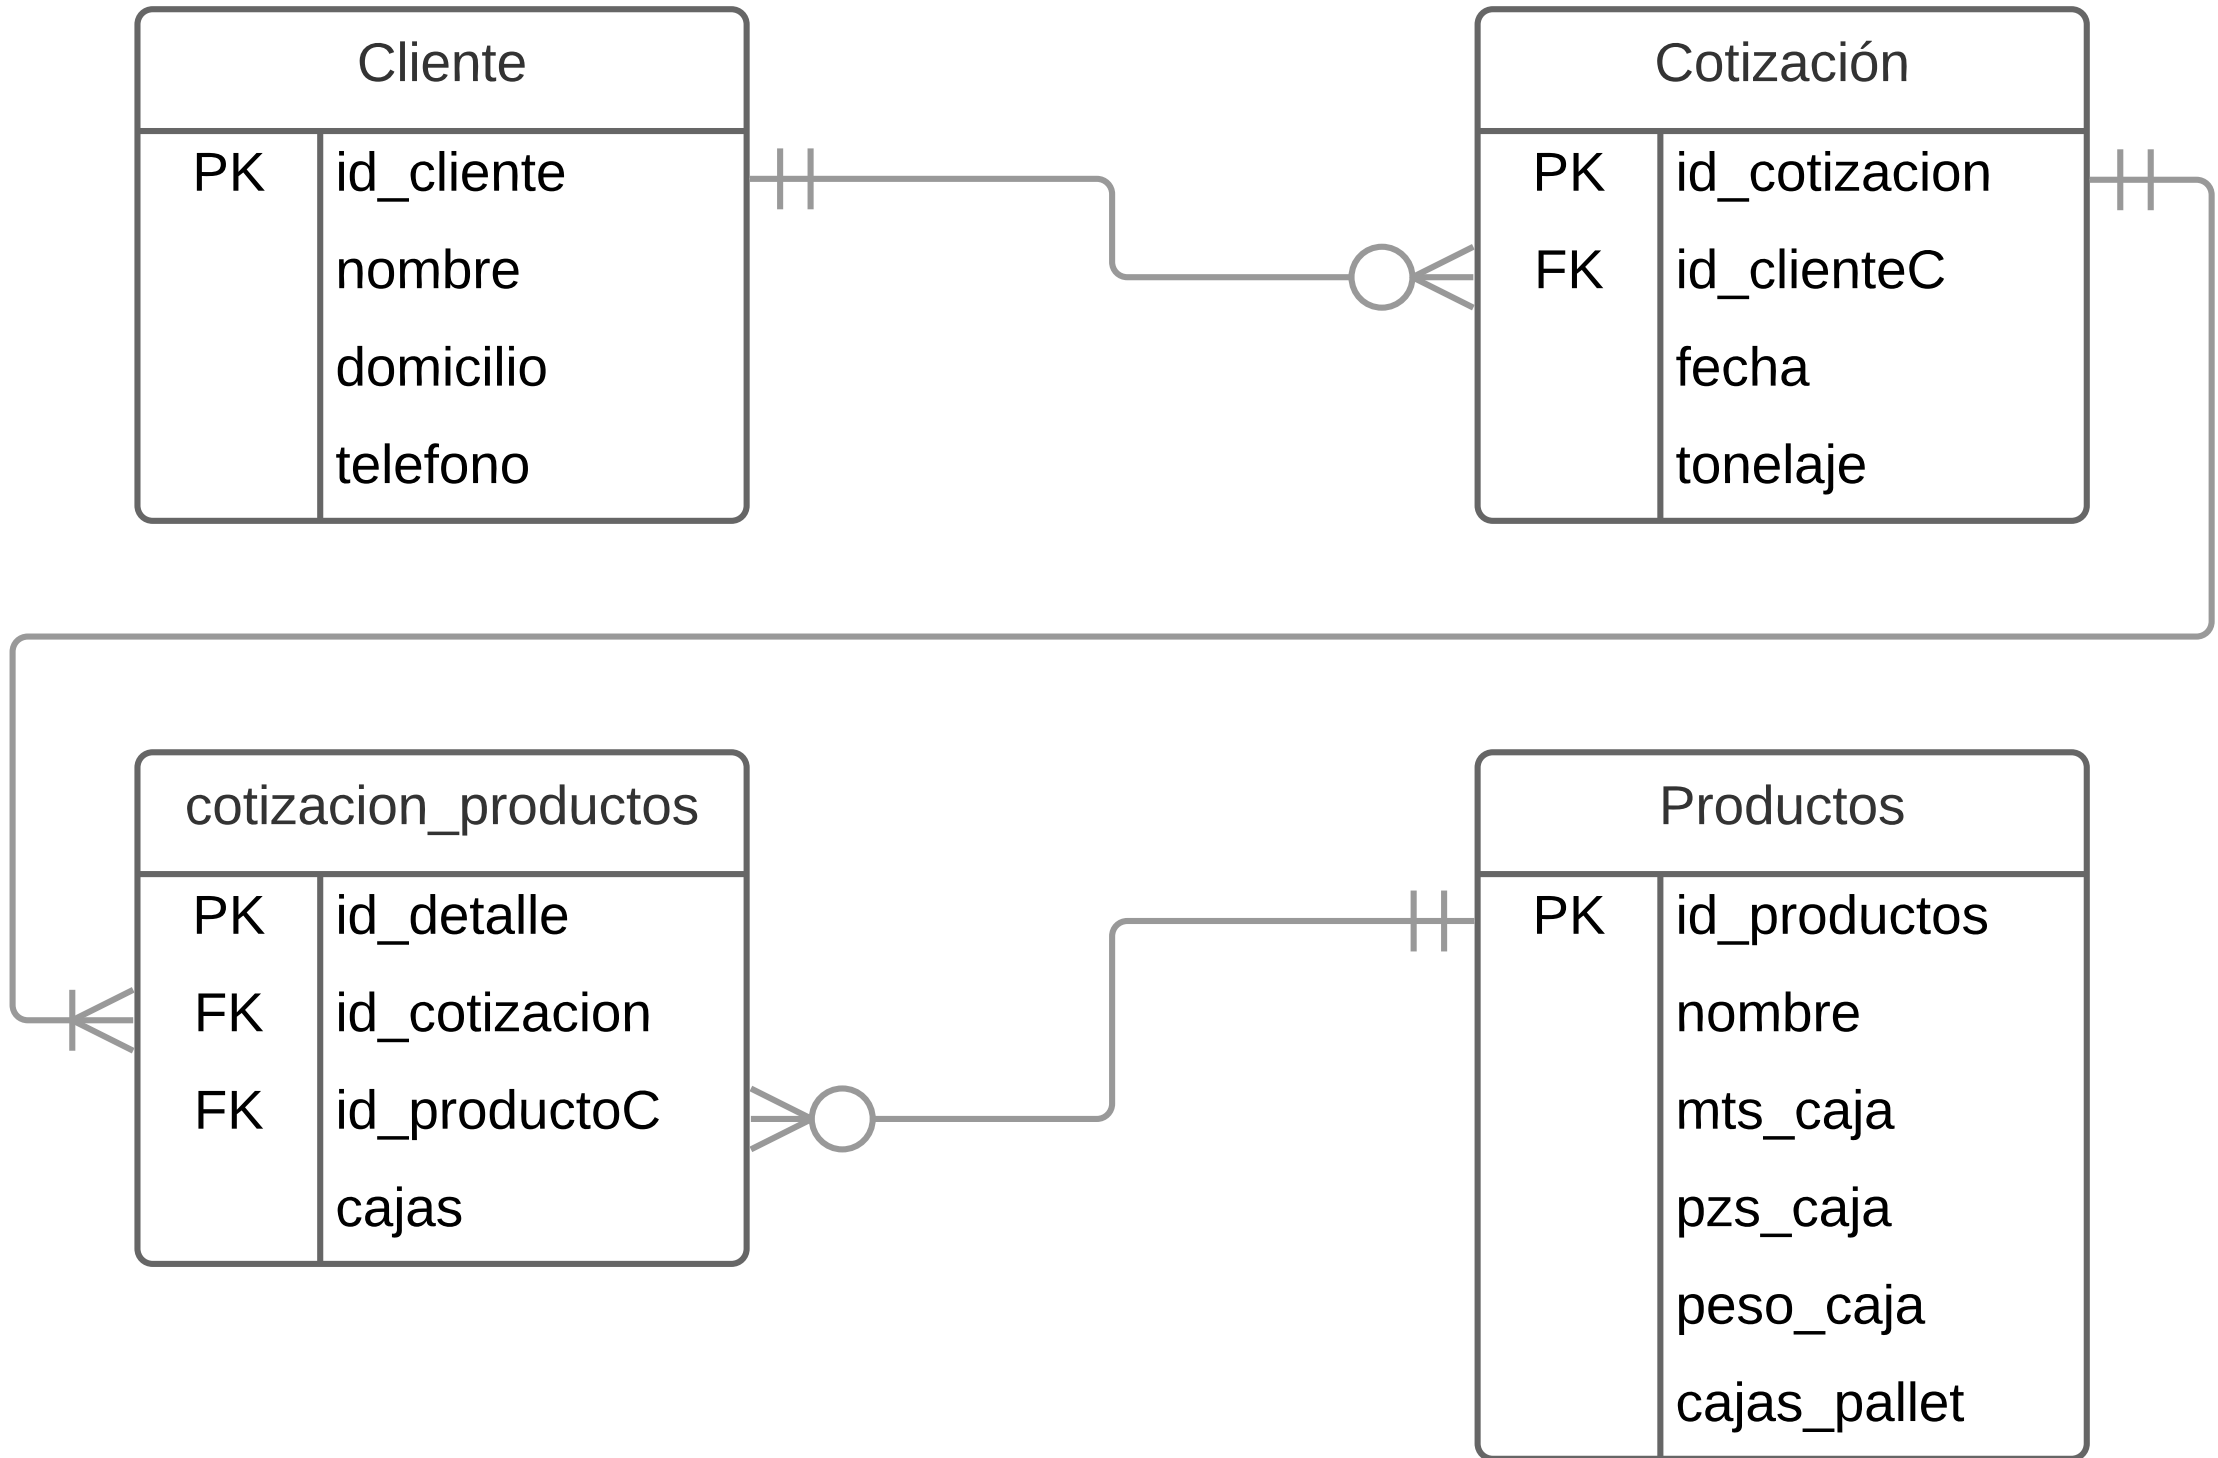 Cliente
PK id_cliente
nombre
domicilio
telefono
Cotización
PK id_cotizacion
FK id_clienteC
fecha
tonelaje
cotizacion_productos
PK id_detalle
FK id_cotizacion
FK id_productoC
cajas
Productos
PK id_productos
nombre
mts_caja
pzs_caja
peso_caja
cajas_pallet